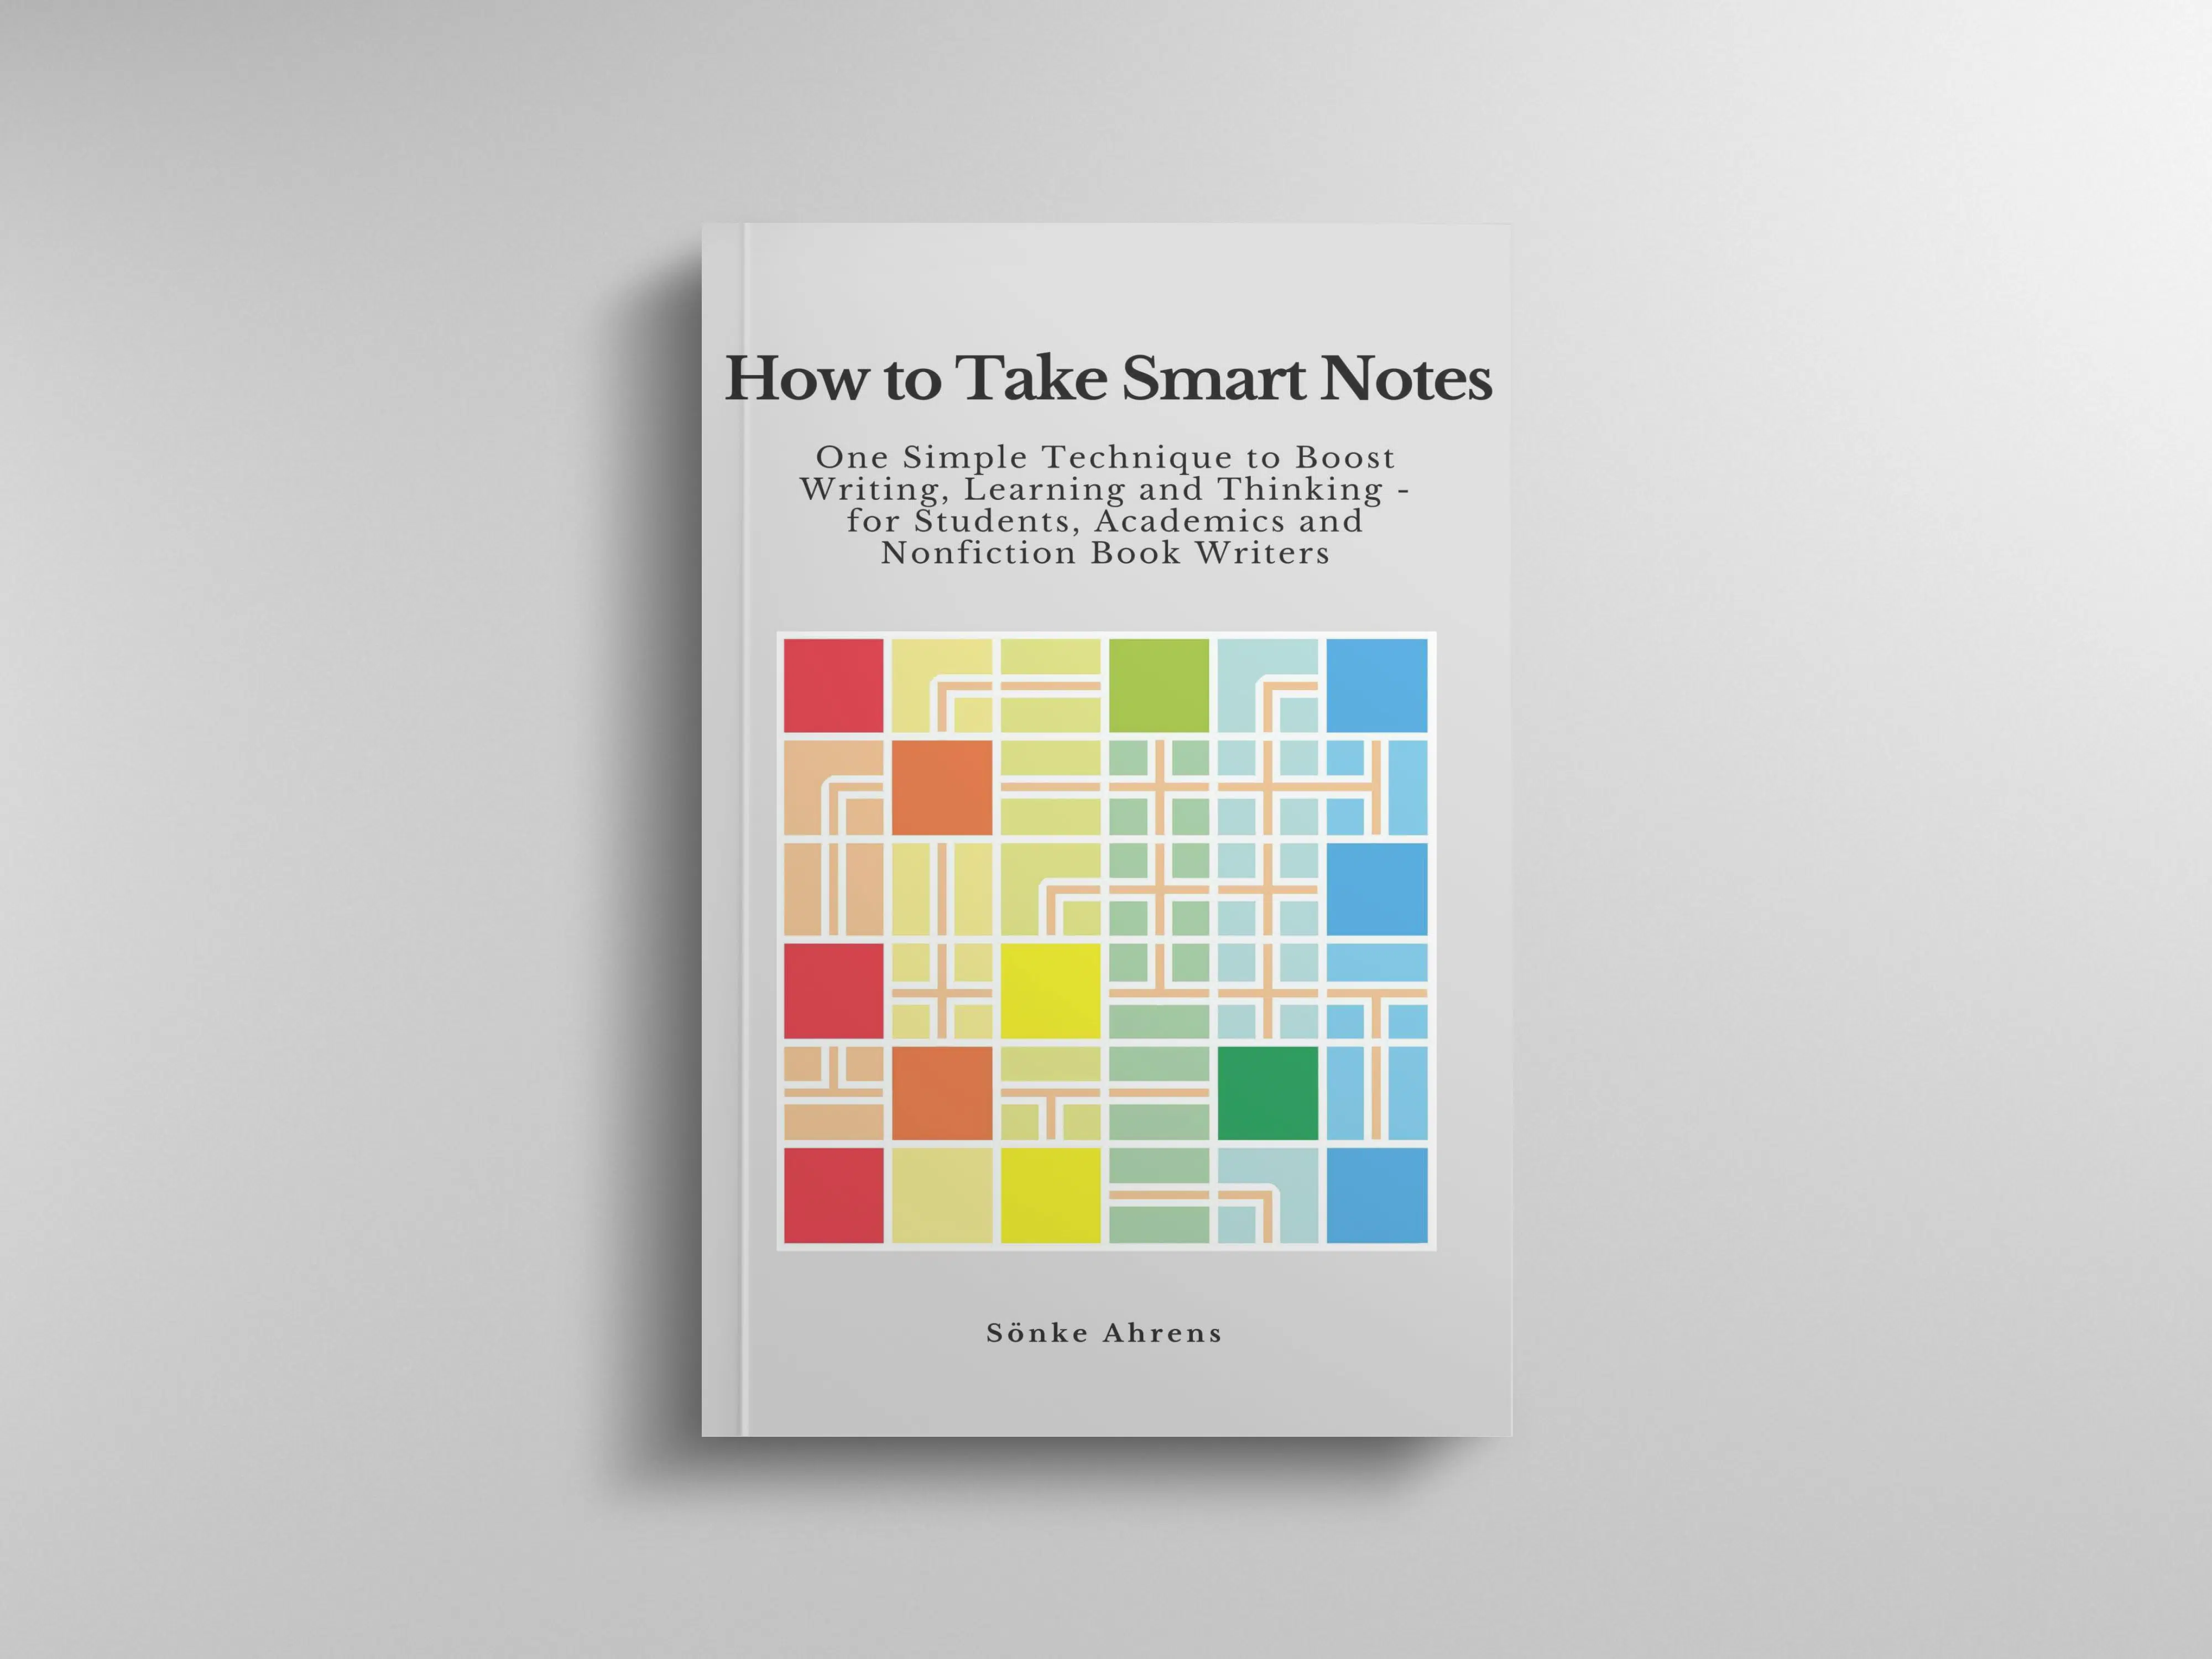 How to Take Smart Notes
One Simple Technique to Boost
Writing, Learning and Thinking -
for Students, Academics and
Nonfiction Book Writers
Sönke Ahrens